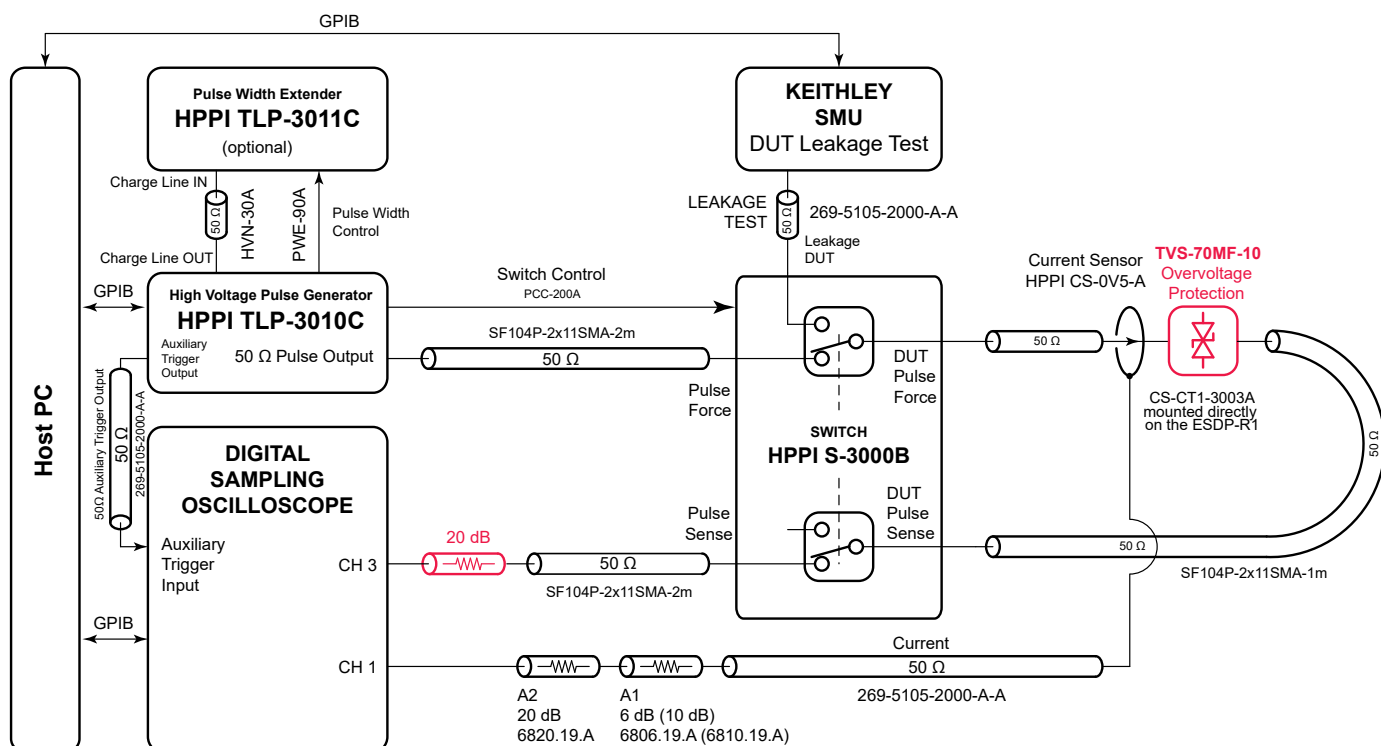 GPIB
Host PC
Pulse Width Extender
HPPI TLP-3011C
(optional)
KEITHLEY
SMU
DUT Leakage Test
Charge Line IN
50 Ω
HVN-30A
PWE-90A
Pulse Width
Control
Charge Line OUT
LEAKAGE
TEST
50 Ω
269-5105-2000-A-A
Leakage
DUT
GPIB
High Voltage Pulse Generator
HPPI TLP-3010C
Auxiliary
Trigger
Output
50 Ω Pulse Output
Switch Control
PCC-200A
SF104P-2x11SMA-2m
50 Ω
Pulse
Force
DUT
Pulse
Force
50 Ω
Current Sensor
HPPI CS-0V5-A
TVS-70MF-10
Overvoltage
Protection
CS-CT1-3003A
mounted directly
on the ESDP-R1
50 Ω
50Ω Auxiliary Trigger Output
50 Ω
269-5105-2000-A-A
DIGITAL
SAMPLING
OSCILLOSCOPE
Auxiliary
Trigger
Input
SWITCH
HPPI S-3000B
CH 3
20 dB
50 Ω
SF104P-2x11SMA-2m
Pulse
Sense
DUT
Pulse
Sense
50 Ω
SF104P-2x11SMA-1m
GPIB
CH 1
A2
20 dB
6820.19.A
A1
6 dB (10 dB)
6806.19.A (6810.19.A)
Current
50 Ω
269-5105-2000-A-A